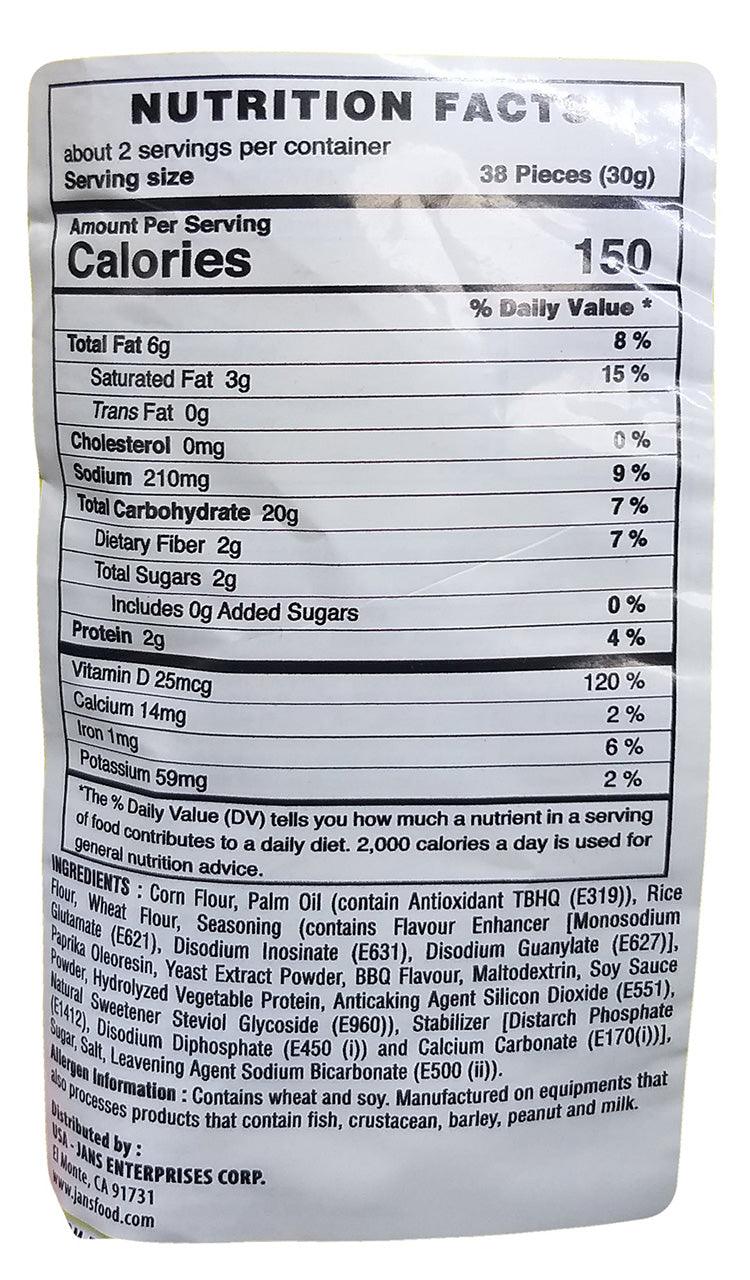 NUTRITION FACTS
about 2 servings per container
Serving size 38 Pieces (30g)
Amount Per Serving
Calories 150
% Daily Value *
Total Fat 6g 8 %
Saturated Fat 3g 15 %
Trans Fat 0g
Cholesterol 0mg 0 %
Sodium 210mg 9 %
Total Carbohydrate 20g 7 %
Dietary Fiber 2g 7 %
Total Sugars 2g
Includes 0g Added Sugars 0 %
Protein 2g 4 %
Vitamin D 25mcg 120 %
Calcium 14mg 2 %
Iron 1mg 6 %
Potassium 59mg 2 %
*The % Daily Value (DV) tells you how much a nutrient in a serving
of food contributes to a daily diet. 2,000 calories a day is used for
general nutrition advice.
INGREDIENTS : Corn Flour, Palm Oil (contain Antioxidant TBHQ (E319)), Rice
Flour, Wheat Flour, Seasoning (contains Flavour Enhancer [Monosodium
Glutamate (E621), Disodium Inosinate (E631), Disodium Guanylate (E627)],
Paprika Oleoresin, Yeast Extract Powder, BBQ Flavour, Maltodextrin, Soy Sauce
Powder, Hydrolyzed Vegetable Protein, Anticaking Agent Silicon Dioxide (E551),
Natural Sweetener Steviol Glycoside (E960)), Stabilizer [Distarch Phosphate
(E1412), Disodium Diphosphate (E450 (i)) and Calcium Carbonate (E170(i))],
Sugar, Salt, Leavening Agent Sodium Bicarbonate (E500 (ii)).
Allergen Information : Contains wheat and soy. Manufactured on equipments that
also processes products that contain fish, crustacean, barley, peanut and milk.
Distributed by :
USA - JANS ENTERPRISES CORP.
El Monte, CA 91731
www.jansfood.com